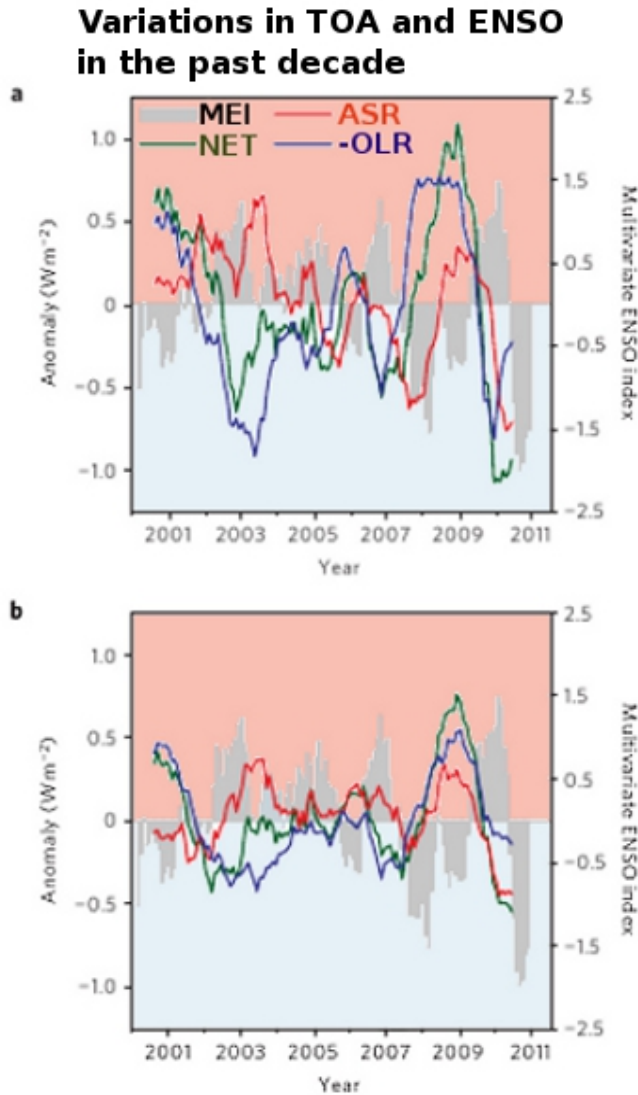 Variations in TOA and ENSO
in the past decade
a
MEI ASR
NET -OLR
1.0
0.5
0
−0.5
−1.0
Anomaly (Wm−2)
2.5
1.5
0.5
−0.5
−1.5
−2.5
Multivariate ENSO index
2001 2003 2005 2007 2009 2011
Year
b
1.0
0.5
0
−0.5
−1.0
Anomaly (Wm−2)
2.5
1.5
0.5
−0.5
−1.5
−2.5
Multivariate ENSO index
2001 2003 2005 2007 2009 2011
Year